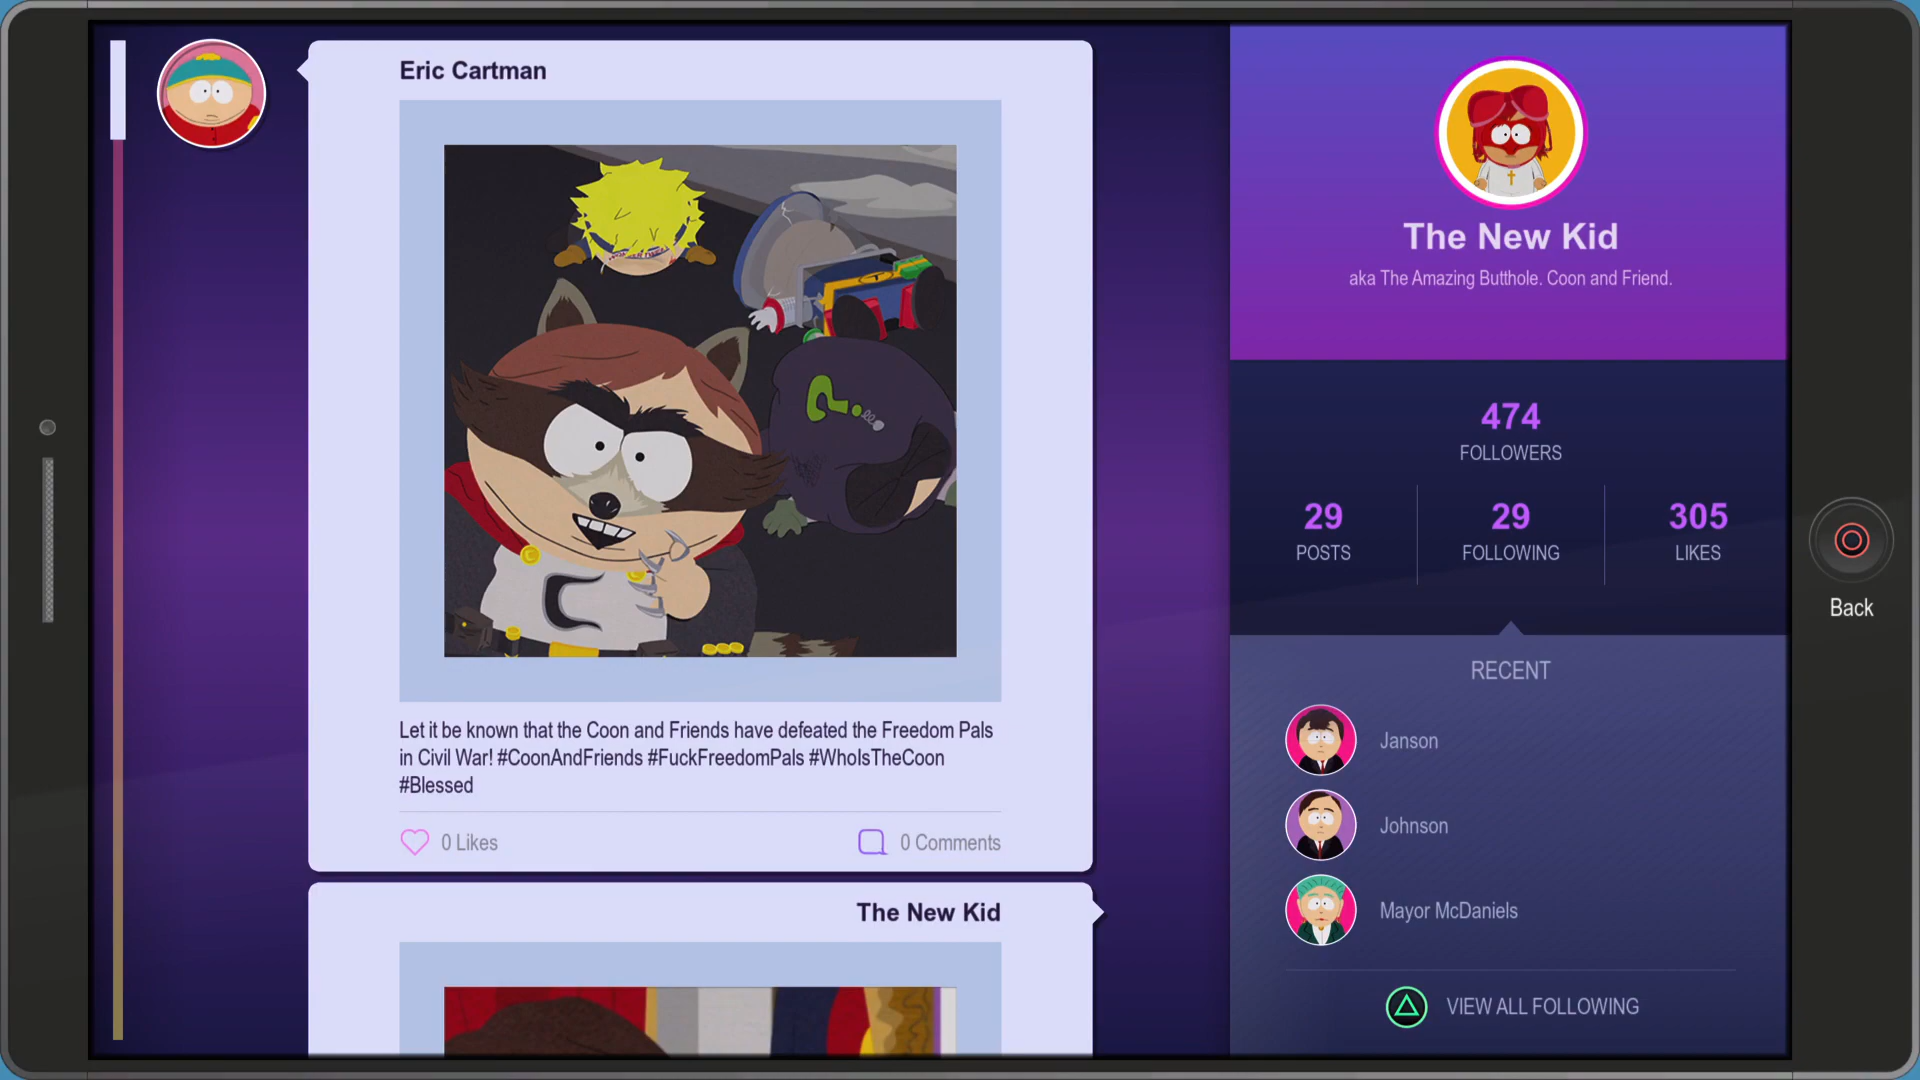 Eric Cartman
Let it be known that the Coon and Friends have defeated the Freedom Pals
in Civil War! #CoonAndFriends #FuckFreedomPals #WhoIsTheCoon
#Blessed
0 Likes
0 Comments
The New Kid
The New Kid
aka The Amazing Butthole. Coon and Friend.
474
FOLLOWERS
29
POSTS
29
FOLLOWING
305
LIKES
RECENT
Janson
Johnson
Mayor McDaniels
VIEW ALL FOLLOWING
Back